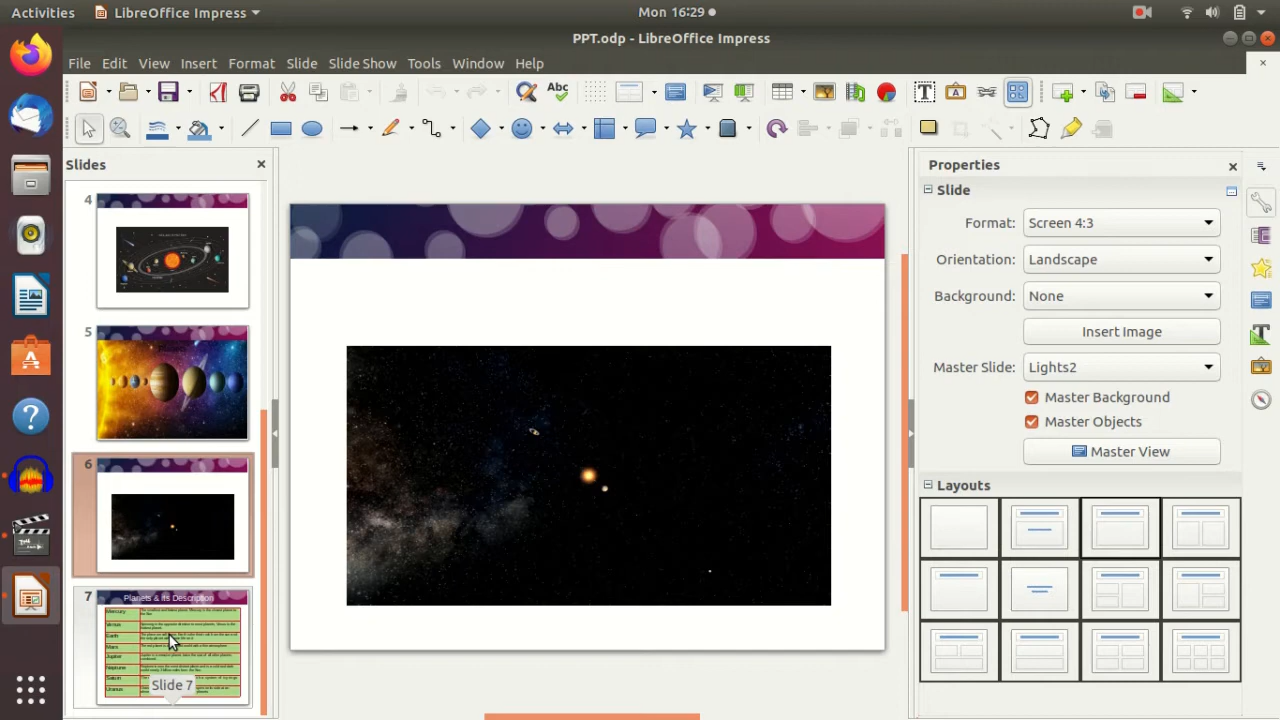 Activities LibreOffice Impress Mon 16:29
PPT.odp - LibreOffice Impress
File Edit View Insert Format Slide Slide Show Tools Window Help
Slides
Properties
4
Slide
Format: Screen 4:3
Orientation: Landscape
Background: None
Insert Image
Master Slide: Lights2
Master Background
Master Objects
Master View
Layouts
5
6
7
Planets & its Description
Mercury
Venus
Earth
Mars
Jupiter
Neptune
Saturn
Uranus
Slide 7